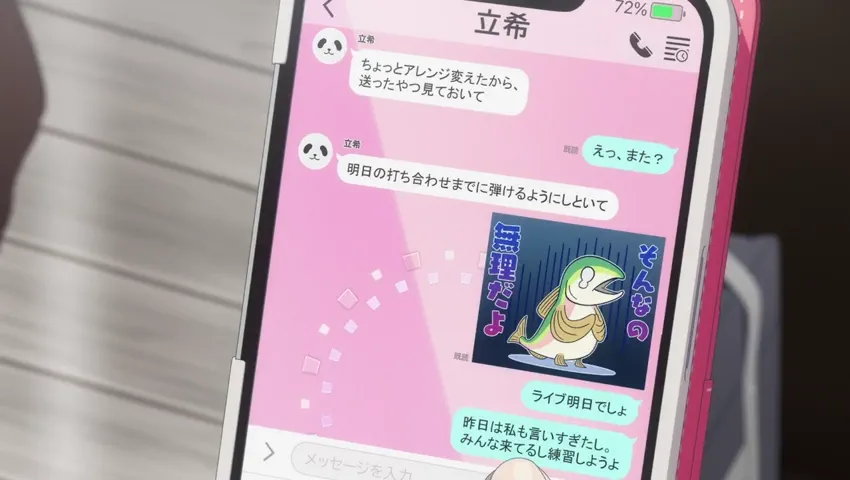 72%
立希
立希
ちょっとアレンジ変えたから、
送ったやつ見ておいて
既読
えっ、また？
立希
明日の打ち合わせまでに弾けるようにしといて
そんなの
無理だよ
既読
ライブ明日でしょ
昨日は私も言いすぎたし。
みんな来てるし練習しようよ
メッセージを入力